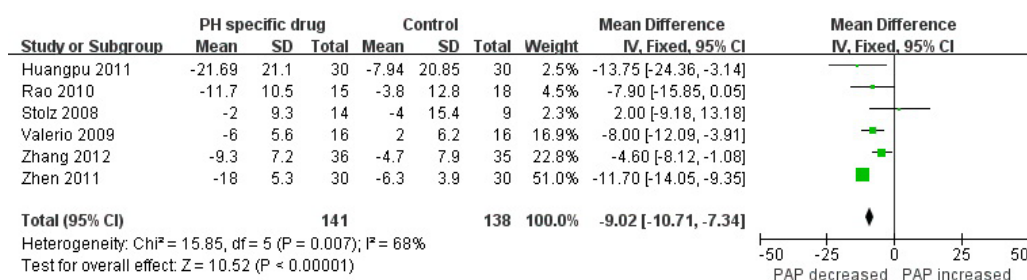 PH specific drug Control Mean Difference Mean Difference
Study or Subgroup Mean SD Total Mean SD Total Weight IV, Fixed, 95% CI IV, Fixed, 95% CI
Huangpu 2011 -21.69 21.1 30 -7.94 20.85 30 2.5% -13.75 [-24.36, -3.14]
Rao 2010 -11.7 10.5 15 -3.8 12.8 18 4.5% -7.90 [-15.85, 0.05]
Stolz 2008 -2 9.3 14 -4 15.4 9 2.3% 2.00 [-9.18, 13.18]
Valerio 2009 -6 5.6 16 2 6.2 16 16.9% -8.00 [-12.09, -3.91]
Zhang 2012 -9.3 7.2 36 -4.7 7.9 35 22.8% -4.60 [-8.12, -1.08]
Zhen 2011 -18 5.3 30 -6.3 3.9 30 51.0% -11.70 [-14.05, -9.35]
Total (95% CI) 141 138 100.0% -9.02 [-10.71, -7.34]
Heterogeneity: Chi² = 15.85, df = 5 (P = 0.007); I² = 68%
Test for overall effect: Z = 10.52 (P < 0.00001)
-50 -25 0 25 50
PAP decreased PAP increased